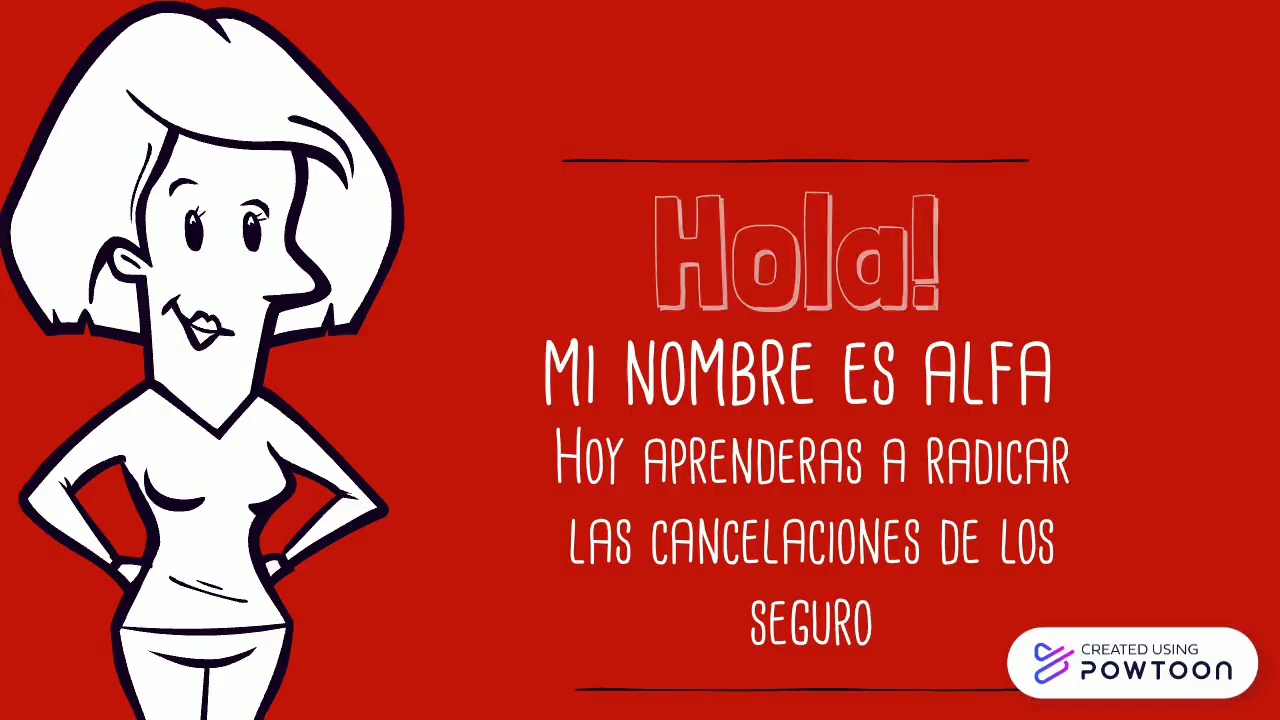 Hola!
MI NOMBRE ES ALFA
HOY APRENDERAS A RADICAR
LAS CANCELACIONES DE LOS
SEGURO
CREATED USING
POWTOON